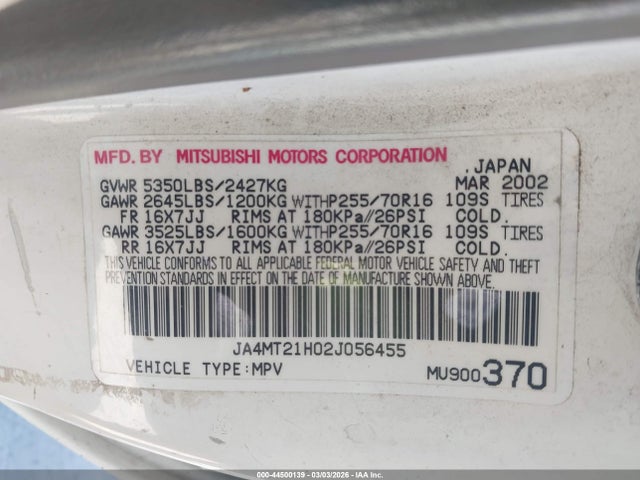 MFD. BY MITSUBISHI MOTORS CORPORATION
, JAPAN
GVWR 5350LBS/2427KG MAR 2002
GAWR 2645LBS/1200KG WITHP255/70R16 109S TIRES
FR 16X7JJ RIMS AT 180KPa//26PSI COLD.
GAWR 3525LBS/1600KG WITHP255/70R16 109S TIRES
RR 16X7JJ RIMS AT 180KPa//26PSI COLD.
THIS VEHICLE CONFORMS TO ALL APPLICABLE FEDERAL MOTOR VEHICLE SAFETY AND THEFT
PREVENTION STANDARDS IN EFFECT ON THE DATE OF MANUFACTURE SHOWN ABOVE.
JA4MT21H02J056455
VEHICLE TYPE:MPV MU900370
000-44500139 - 03/03/2026 - IAAI.COM